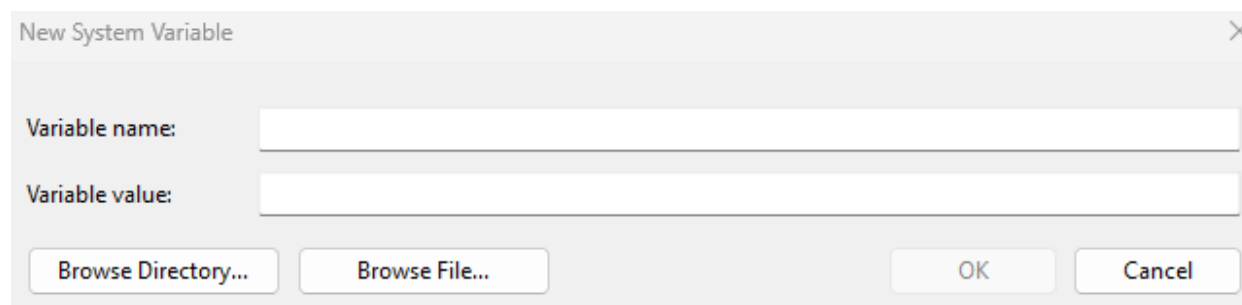 New System Variable
Variable name:
Variable value:
Browse Directory... Browse File... OK Cancel